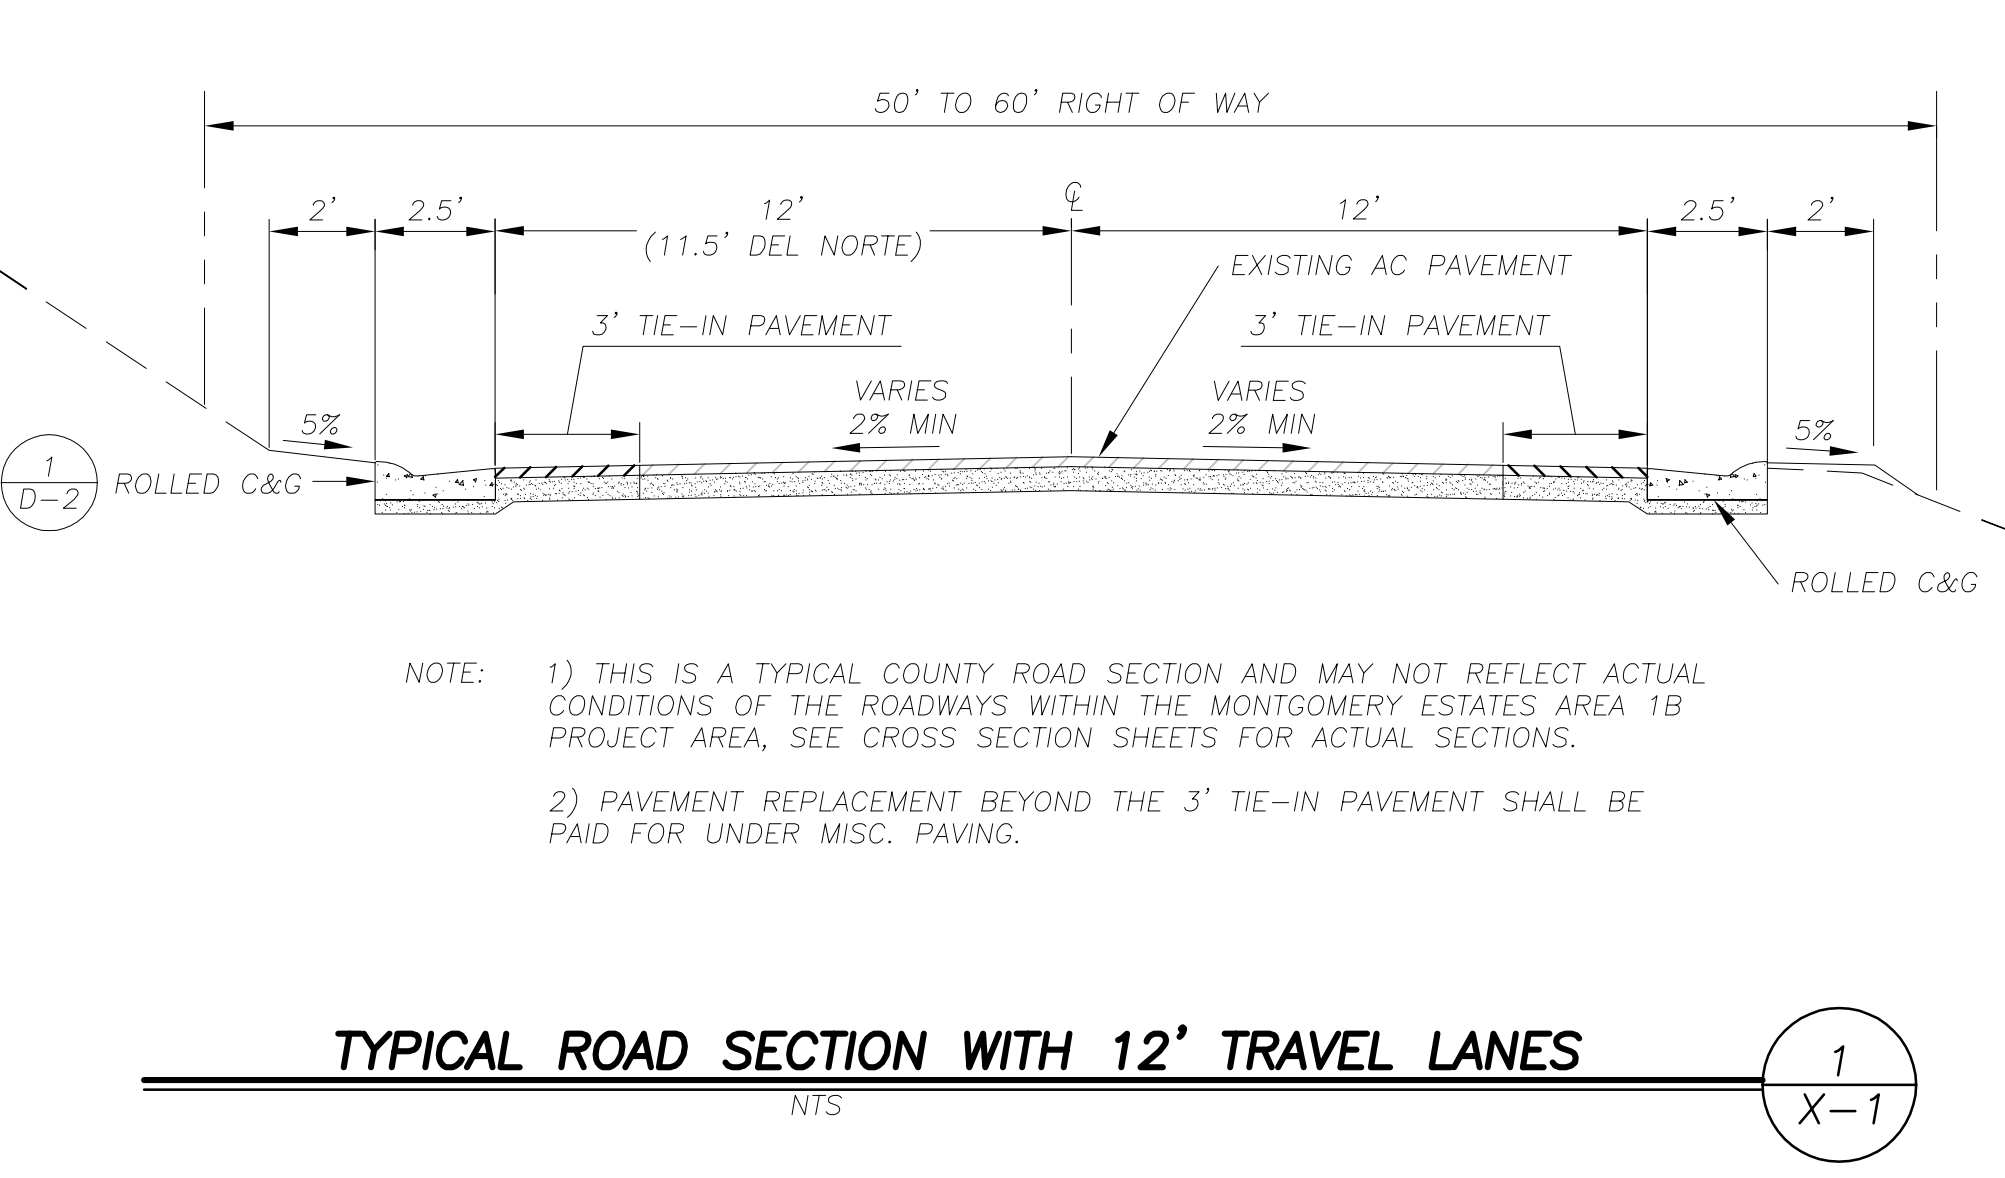 50' TO 60' RIGHT OF WAY
2'
2.5'
12'
(11.5' DEL NORTE)
℄
12'
2.5'
2'
EXISTING AC PAVEMENT
3' TIE-IN PAVEMENT
3' TIE-IN PAVEMENT
VARIES
2% MIN
VARIES
2% MIN
5%
5%
1
D-2
ROLLED C&G
ROLLED C&G
NOTE: 1) THIS IS A TYPICAL COUNTY ROAD SECTION AND MAY NOT REFLECT ACTUAL
CONDITIONS OF THE ROADWAYS WITHIN THE MONTGOMERY ESTATES AREA 1B
PROJECT AREA, SEE CROSS SECTION SHEETS FOR ACTUAL SECTIONS.
2) PAVEMENT REPLACEMENT BEYOND THE 3' TIE-IN PAVEMENT SHALL BE
PAID FOR UNDER MISC. PAVING.
TYPICAL ROAD SECTION WITH 12' TRAVEL LANES
NTS
1
X-1